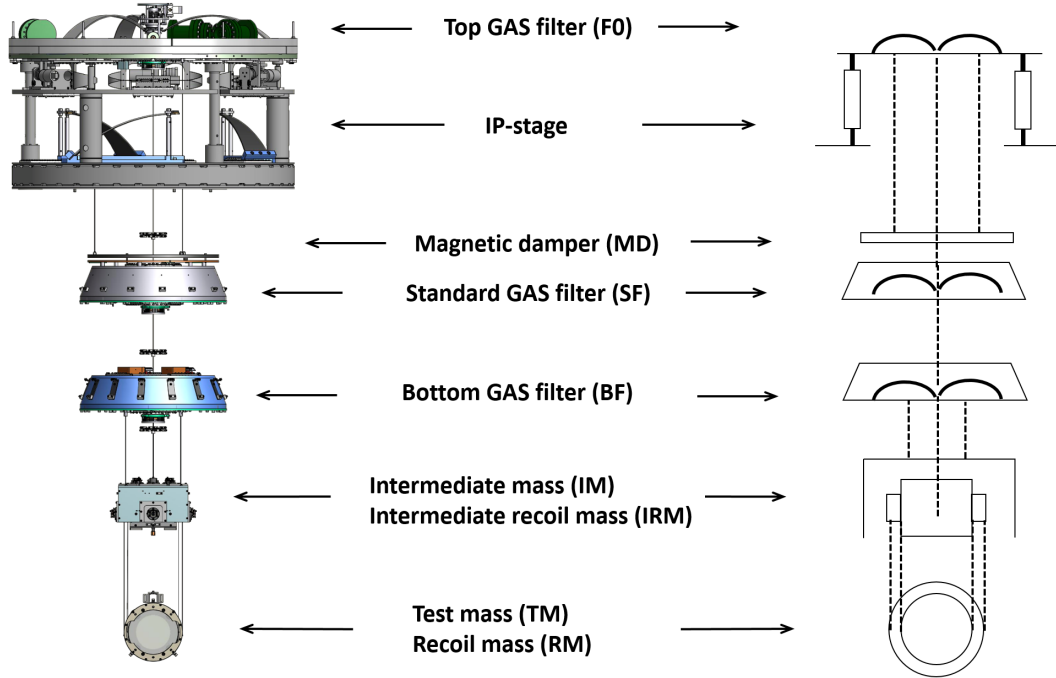 Top GAS filter (F0)
IP-stage
Magnetic damper (MD)
Standard GAS filter (SF)
Bottom GAS filter (BF)
Intermediate mass (IM)
Intermediate recoil mass (IRM)
Test mass (TM)
Recoil mass (RM)